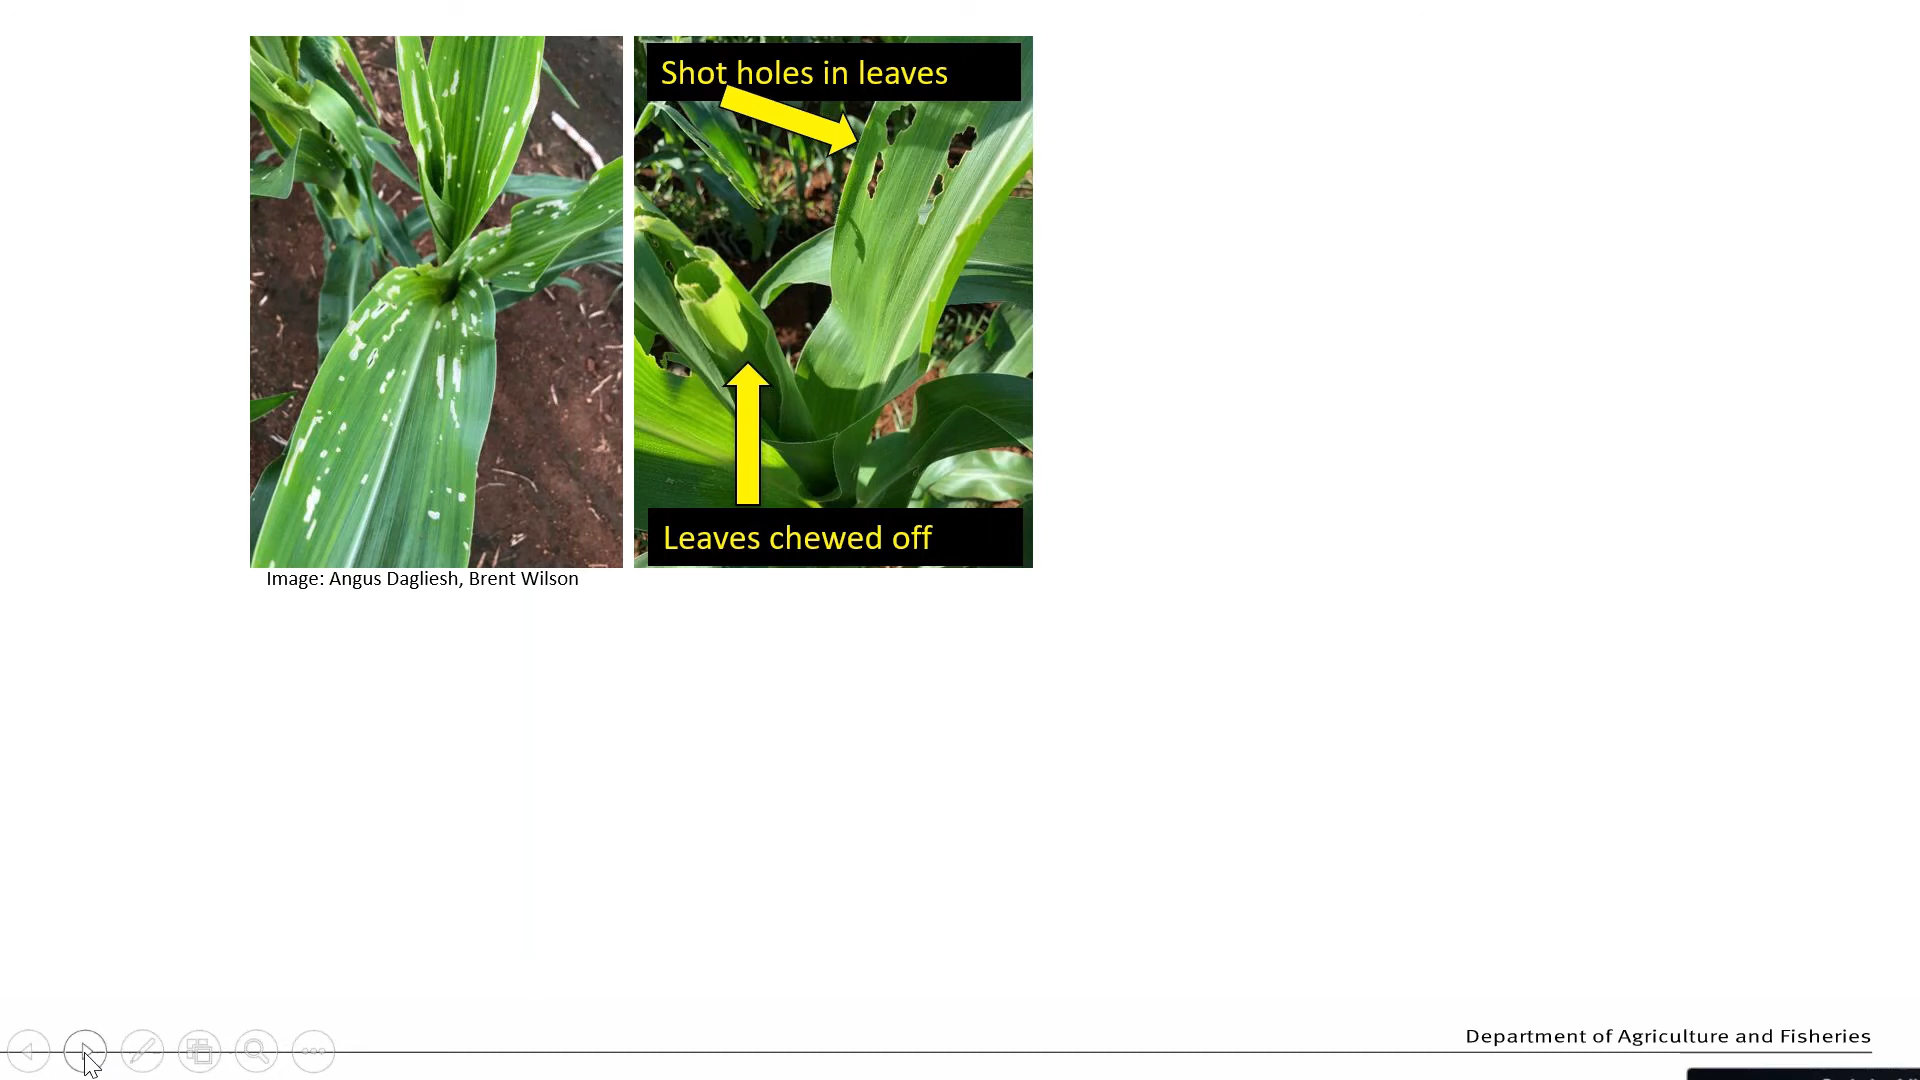 Shot holes in leaves
Leaves chewed off
Image: Angus Dagliesh, Brent Wilson
Department of Agriculture and Fisheries